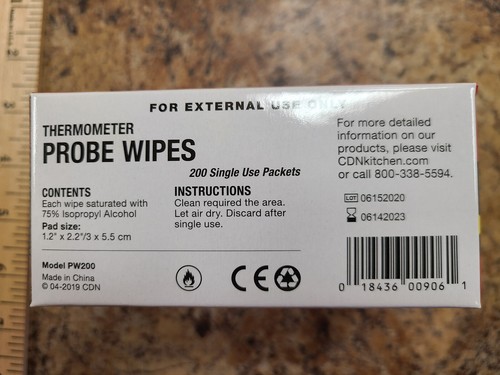 FOR EXTERNAL USE ONLY
THERMOMETER
PROBE WIPES
200 Single Use Packets
CONTENTS
Each wipe saturated with
75% Isopropyl Alcohol
Pad size:
1.2" x 2.2"/3 x 5.5 cm
INSTRUCTIONS
Clean required the area.
Let air dry. Discard after
single use.
For more detailed
information on our
products, please visit
CDNkitchen.com
or call 800-338-5594.
LOT 06152020
06142023
Model PW200
Made in China
© 04-2019 CDN
CE
0 18436 00906 1